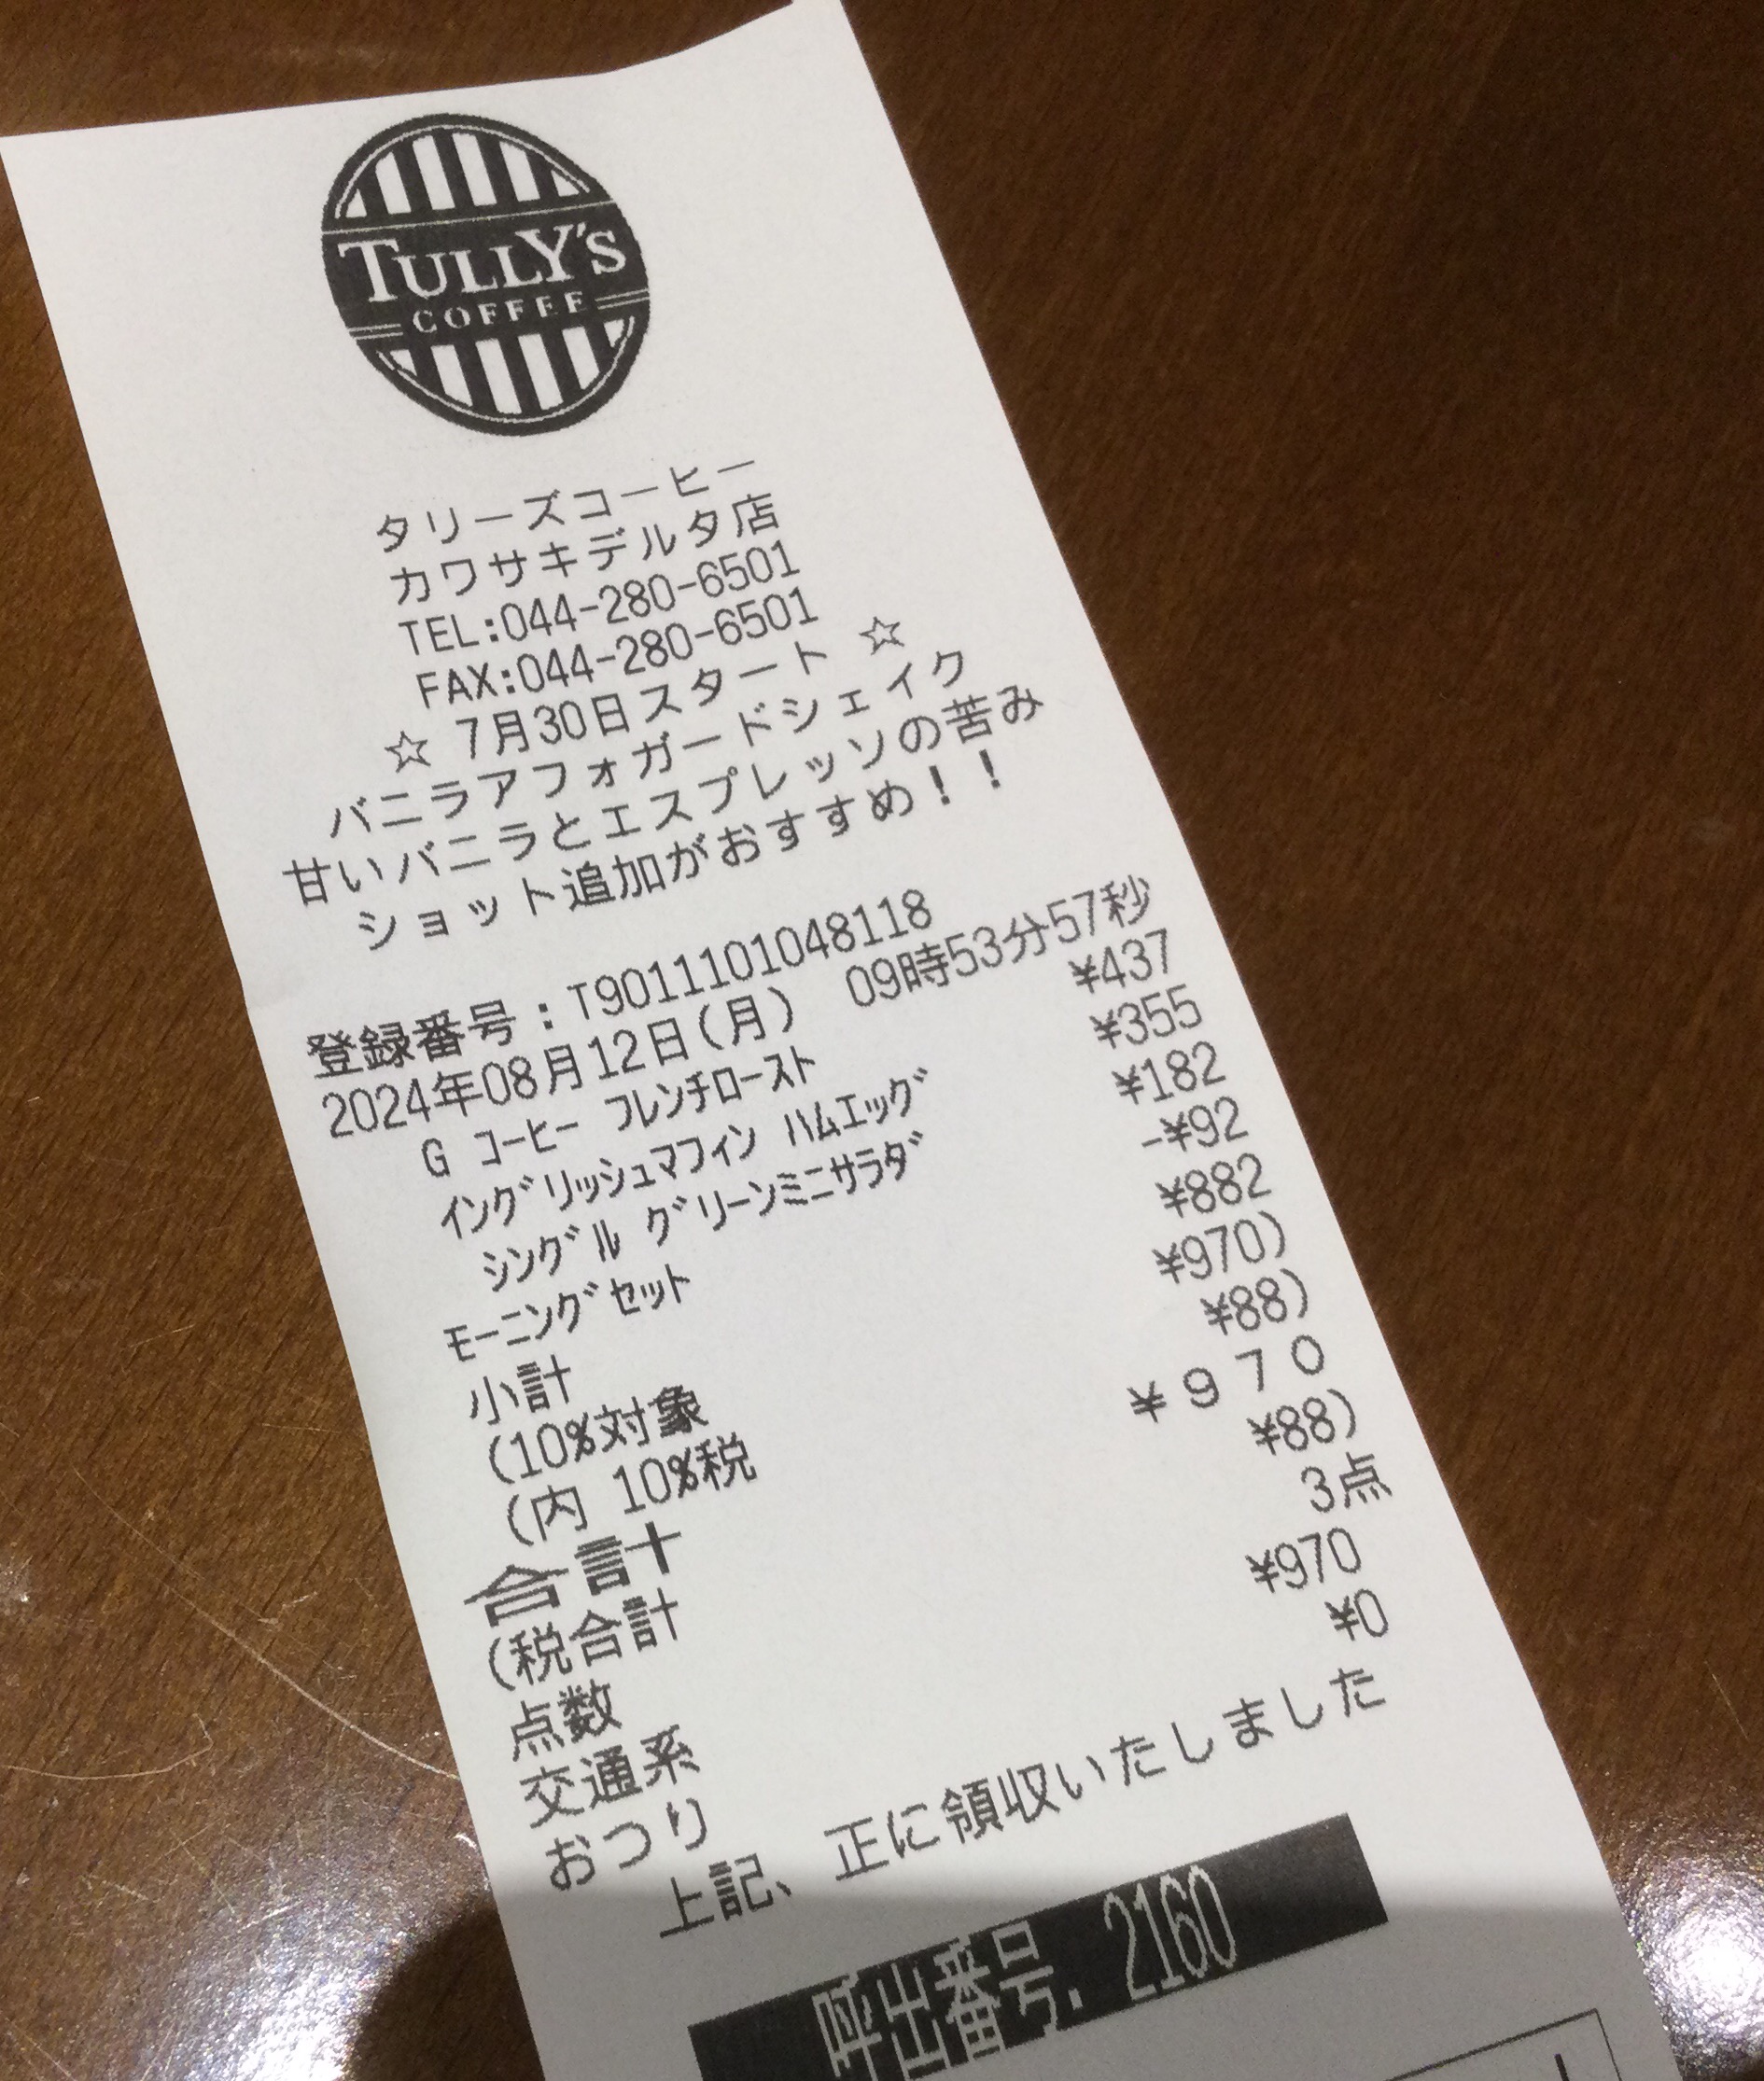 TULLY'S
COFFEE
タリーズコーヒー
カワサキデルタ店
TEL:044-280-6501
FAX:044-280-6501
☆ 7月30日スタート ☆
バニラアフォガードシェイク
甘いバニラとエスプレッソの苦み
ショット追加がおすすめ！！
登録番号：T9011101048118
2024年08月12日(月) 09時53分57秒
G ｺｰﾋｰ ﾌﾚﾝﾁﾛｰｽﾄ ¥437
ｲﾝｸﾞﾘｯｼｭﾏﾌｨﾝ ﾊﾑｴｯｸﾞ ¥355
ｼﾝｸﾞﾙ ｸﾞﾘｰﾝﾐﾆｻﾗﾀﾞ ¥182
ﾓｰﾆﾝｸﾞｾｯﾄ -¥92
小計 ¥882
(10%対象 ¥970)
(内 10%税 ¥88)
合計 ¥970
(税合計 ¥88)
点数 3点
交通系 ¥970
おつり ¥0
上記、正に領収いたしました
呼出番号. 2160